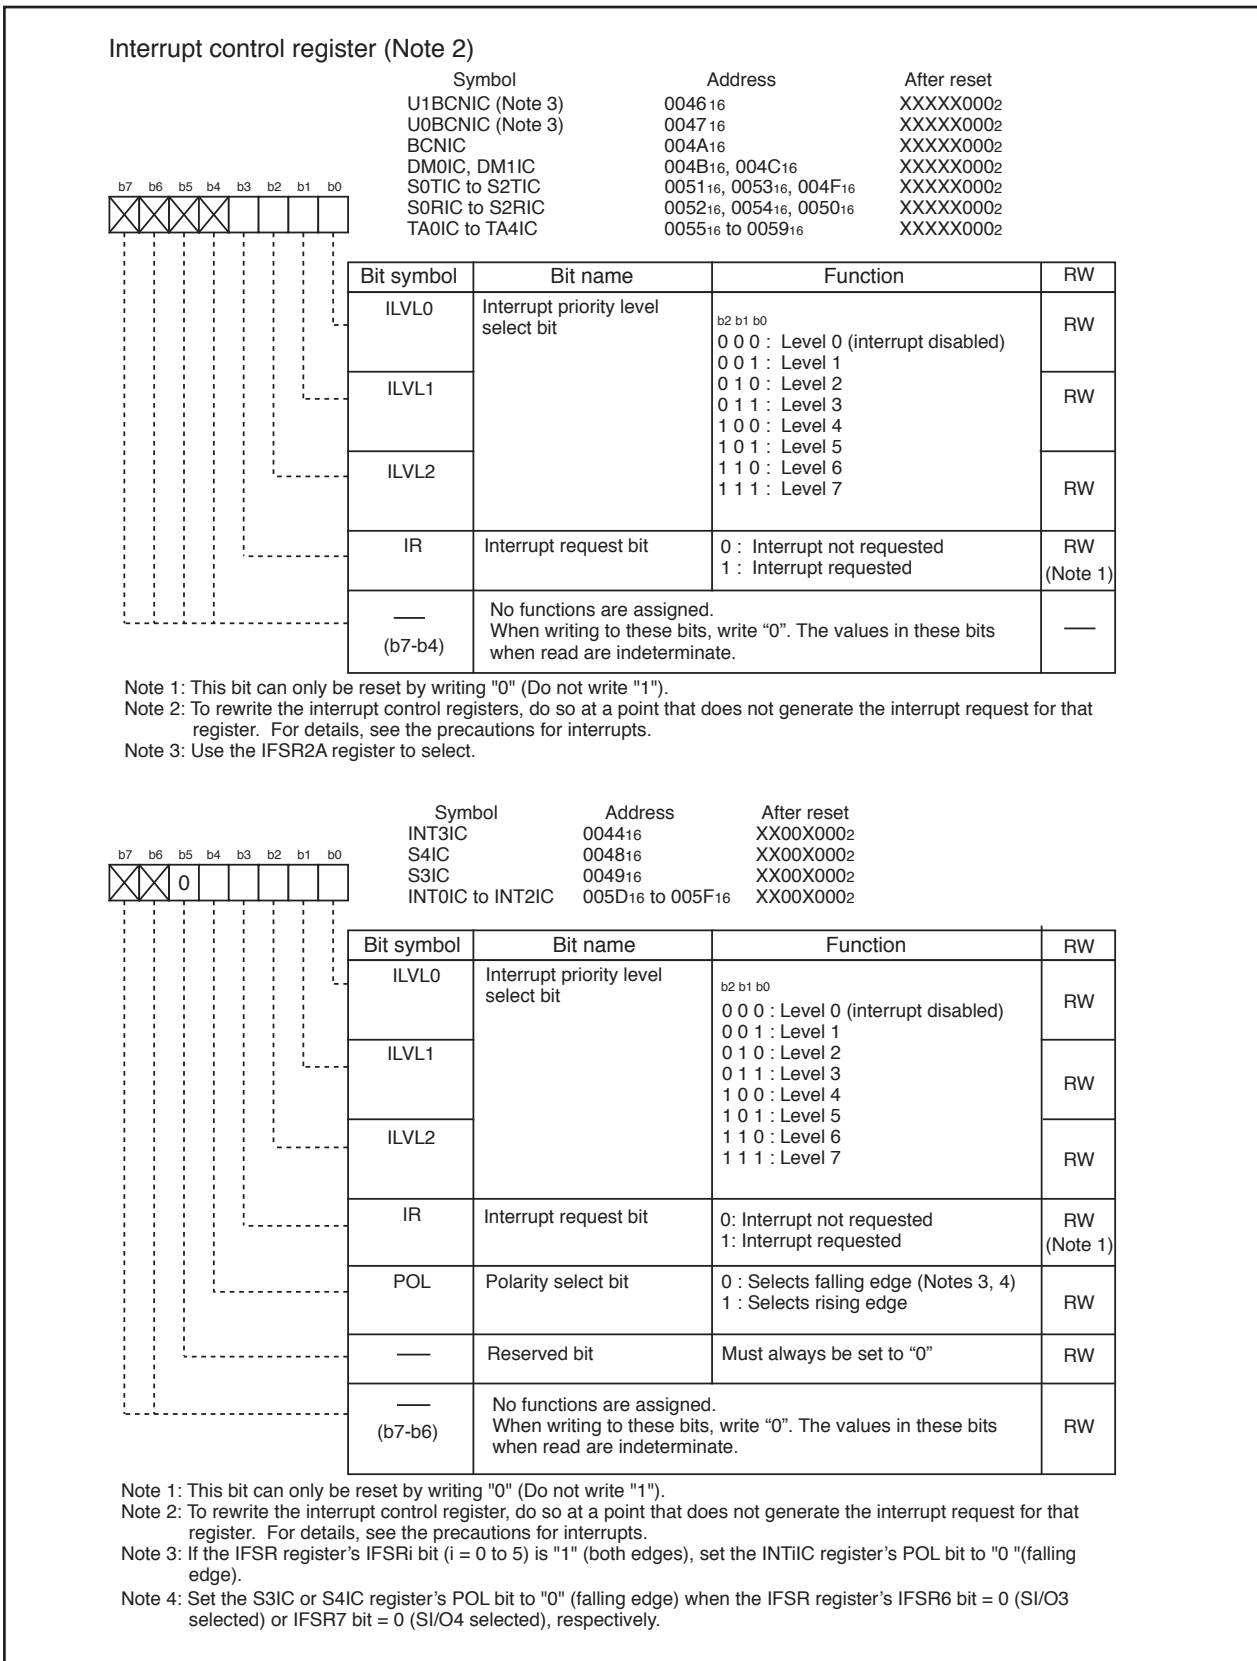 Interrupt control register (Note 2)
Symbol Address After reset
U1BCNIC (Note 3) 004616 XXXXX0002
U0BCNIC (Note 3) 004716 XXXXX0002
BCNIC 004A16 XXXXX0002
DM0IC, DM1IC 004B16, 004C16 XXXXX0002
S0TIC to S2TIC 005116, 005316, 004F16 XXXXX0002
S0RIC to S2RIC 005216, 005416, 005016 XXXXX0002
TA0IC to TA4IC 005516 to 005916 XXXXX0002
b7 b6 b5 b4 b3 b2 b1 b0
Bit symbol Bit name Function RW
ILVL0 Interrupt priority level
select bit
b2 b1 b0
0 0 0 : Level 0 (interrupt disabled)
0 0 1 : Level 1
0 1 0 : Level 2
0 1 1 : Level 3
1 0 0 : Level 4
1 0 1 : Level 5
1 1 0 : Level 6
1 1 1 : Level 7
RW
ILVL1 RW
ILVL2 RW
IR Interrupt request bit 0 : Interrupt not requested
1 : Interrupt requested
RW
(Note 1)
(b7-b4)
No functions are assigned.
When writing to these bits, write “0”. The values in these bits
when read are indeterminate.
Note 1: This bit can only be reset by writing "0" (Do not write "1").
Note 2: To rewrite the interrupt control registers, do so at a point that does not generate the interrupt request for that
register. For details, see the precautions for interrupts.
Note 3: Use the IFSR2A register to select.
Symbol Address After reset
INT3IC 004416 XX00X0002
S4IC 004816 XX00X0002
S3IC 004916 XX00X0002
INT0IC to INT2IC 005D16 to 005F16 XX00X0002
b7 b6 b5 b4 b3 b2 b1 b0
0
Bit symbol Bit name Function RW
ILVL0 Interrupt priority level
select bit
b2 b1 b0
0 0 0 : Level 0 (interrupt disabled)
0 0 1 : Level 1
0 1 0 : Level 2
0 1 1 : Level 3
1 0 0 : Level 4
1 0 1 : Level 5
1 1 0 : Level 6
1 1 1 : Level 7
RW
ILVL1 RW
ILVL2 RW
IR Interrupt request bit 0: Interrupt not requested
1: Interrupt requested
RW
(Note 1)
POL Polarity select bit 0 : Selects falling edge (Notes 3, 4)
1 : Selects rising edge
RW
— Reserved bit Must always be set to “0” RW
(b7-b6)
No functions are assigned.
When writing to these bits, write “0”. The values in these bits
when read are indeterminate.
RW
Note 1: This bit can only be reset by writing "0" (Do not write "1").
Note 2: To rewrite the interrupt control register, do so at a point that does not generate the interrupt request for that
register. For details, see the precautions for interrupts.
Note 3: If the IFSR register’s IFSRi bit (i = 0 to 5) is "1" (both edges), set the INTiIC register’s POL bit to "0 "(falling
edge).
Note 4: Set the S3IC or S4IC register’s POL bit to "0" (falling edge) when the IFSR register’s IFSR6 bit = 0 (SI/O3
selected) or IFSR7 bit = 0 (SI/O4 selected), respectively.